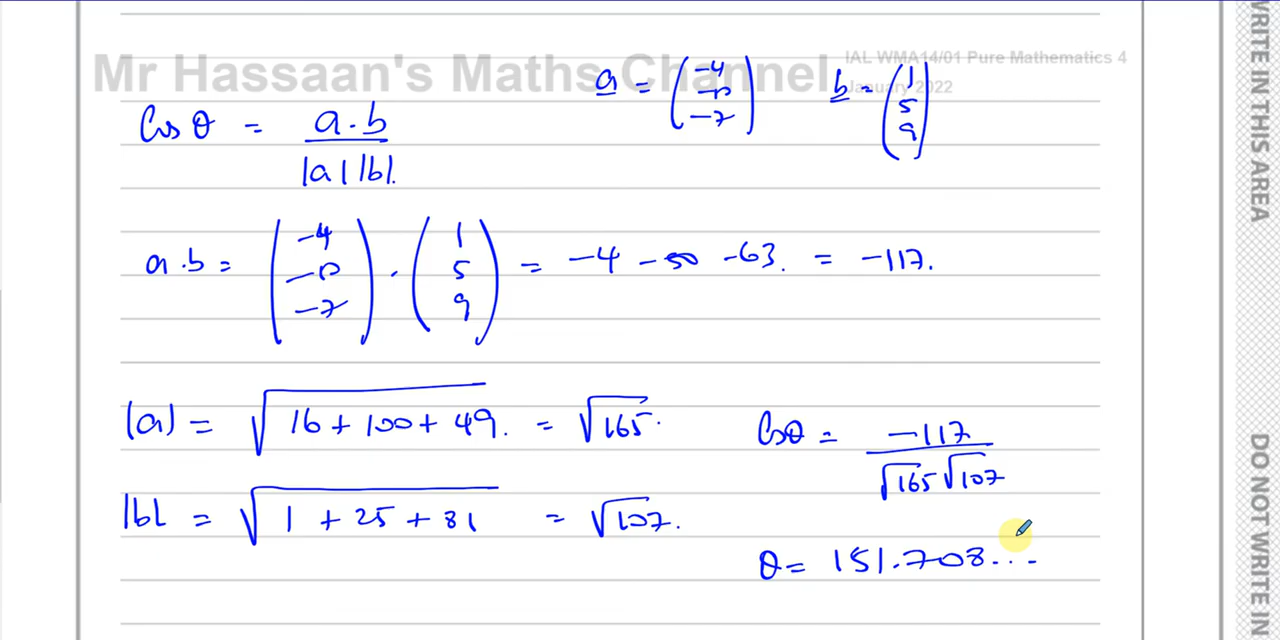 Mr Hassaan's Maths Channel
IAL WMA14/01 Pure Mathematics 4
January 2022
a = (-4 -10 -7) b = (1 5 9)
Cos θ = a.b / |a| |b|.
a.b = (-4 -10 -7) . (1 5 9) = -4 - 50 - 63. = -117.
|a| = √16 + 100 + 49. = √165.
Cosθ = -117 / √165 √107
|b| = √1 + 25 + 81 = √107.
θ = 151.708...
WRITE IN THIS AREA
DO NOT WRITE IN